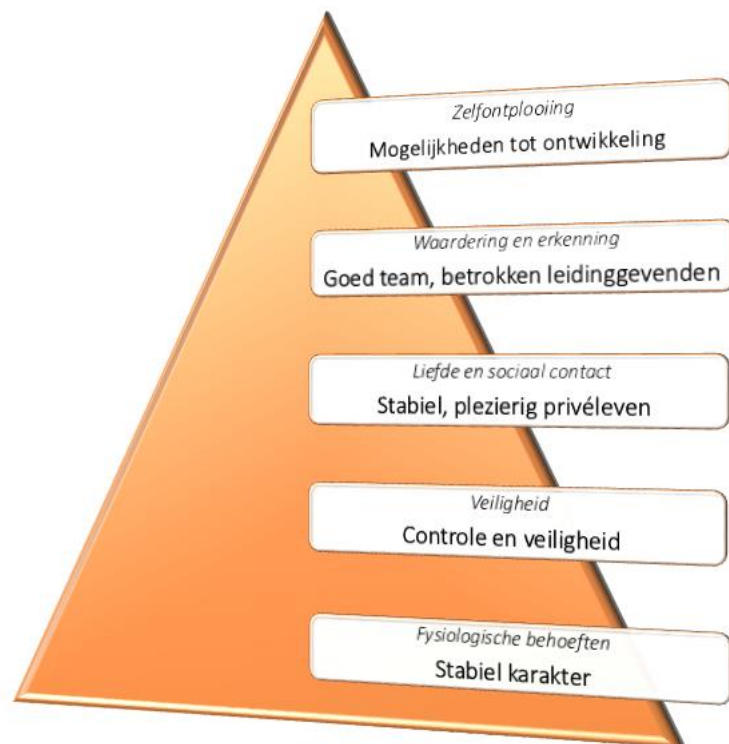 Zelfontplooiing
Mogelijkheden tot ontwikkeling
Waardering en erkenning
Goed team, betrokken leidinggevenden
Liefde en sociaal contact
Stabiel, plezierig privéleven
Veiligheid
Controle en veiligheid
Fysiologische behoeften
Stabiel karakter